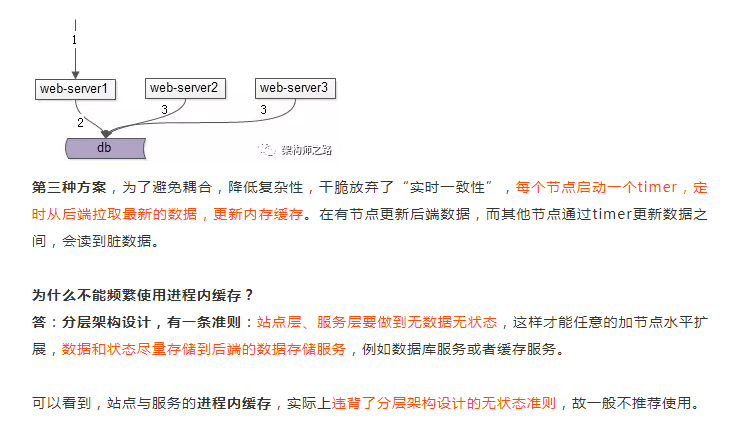 1
web-server1
web-server2
web-server3
2
3
3
db
架构师之路
第三种方案，为了避免耦合，降低复杂性，干脆放弃了“实时一致性”，每个节点启动一个timer，定
时从后端拉取最新的数据，更新内存缓存。在有节点更新后端数据，而其他节点通过timer更新数据之
间，会读到脏数据。
为什么不能频繁使用进程内缓存？
答：分层架构设计，有一条准则：站点层、服务层要做到无数据无状态，这样才能任意的加节点水平扩
展，数据和状态尽量存储到后端的数据存储服务，例如数据库服务或者缓存服务。
可以看到，站点与服务的进程内缓存，实际上违背了分层架构设计的无状态准则，故一般不推荐使用。